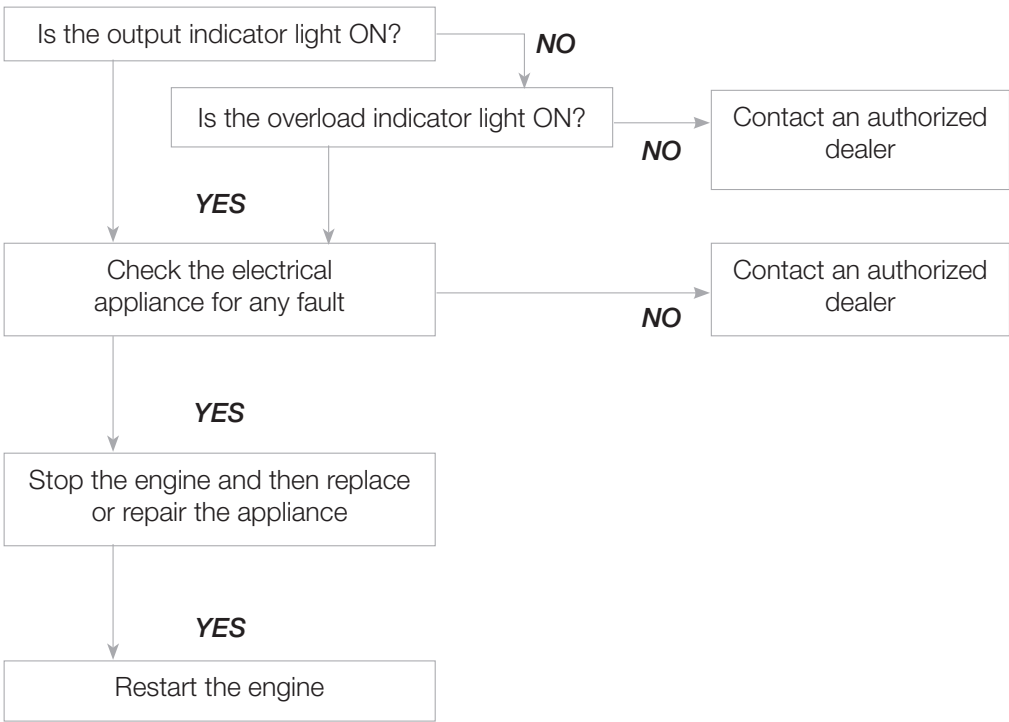 Is the output indicator light ON?
NO
Is the overload indicator light ON?
NO
Contact an authorized
dealer
YES
Check the electrical
appliance for any fault
NO
Contact an authorized
dealer
YES
Stop the engine and then replace
or repair the appliance
YES
Restart the engine